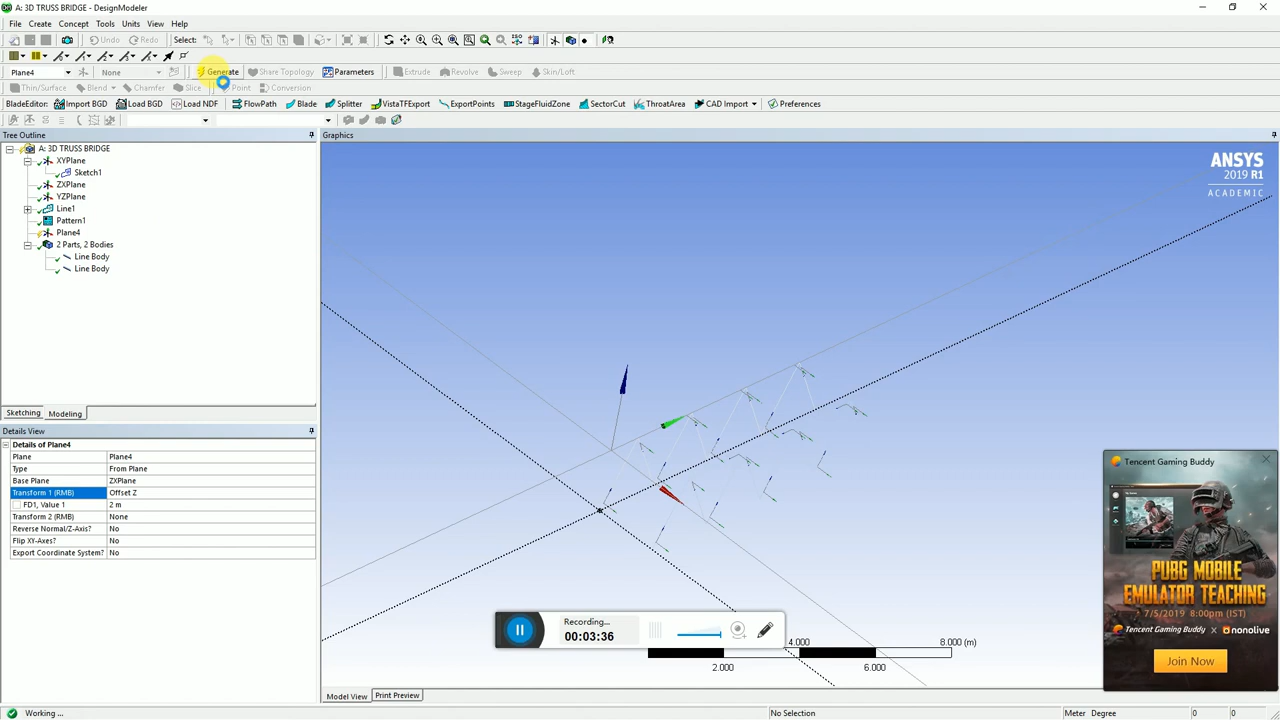 A: 3D TRUSS BRIDGE - DesignModeler
File Create Concept Tools Units View Help
Undo Redo Select:
Plane4 None Generate Share Topology Parameters Extrude Revolve Sweep Skin/Loft
Thin/Surface Blend Chamfer Slice Point Conversion
BladeEditor: Import BGD Load BGD Load NDF FlowPath Blade Splitter VistaTFExport ExportPoints StageFluidZone SectorCut ThroatArea CAD Import Preferences
Tree Outline
Graphics
A: 3D TRUSS BRIDGE
XYPlane
Sketch1
ZXPlane
YZPlane
Line1
Pattern1
Plane4
2 Parts, 2 Bodies
Line Body
Line Body
ANSYS
2019 R1
ACADEMIC
Sketching Modeling
Details View
Details of Plane4
Plane Plane4
Type From Plane
Base Plane ZXPlane
Transform 1 (RMB) Offset Z
FD1, Value 1 2 m
Transform 2 (RMB) None
Reverse Normal/Z-Axis? No
Flip XY-Axes? No
Export Coordinate System? No
Recording...
00:03:36
4.000 8.000 (m)
2.000 6.000
Tencent Gaming Buddy
PUBG MOBILE
EMULATOR TEACHING
7/5/2019 8:00pm (IST)
Tencent Gaming Buddy X nonolive
Join Now
Model View Print Preview
Working ... No Selection Meter Degree 0 0